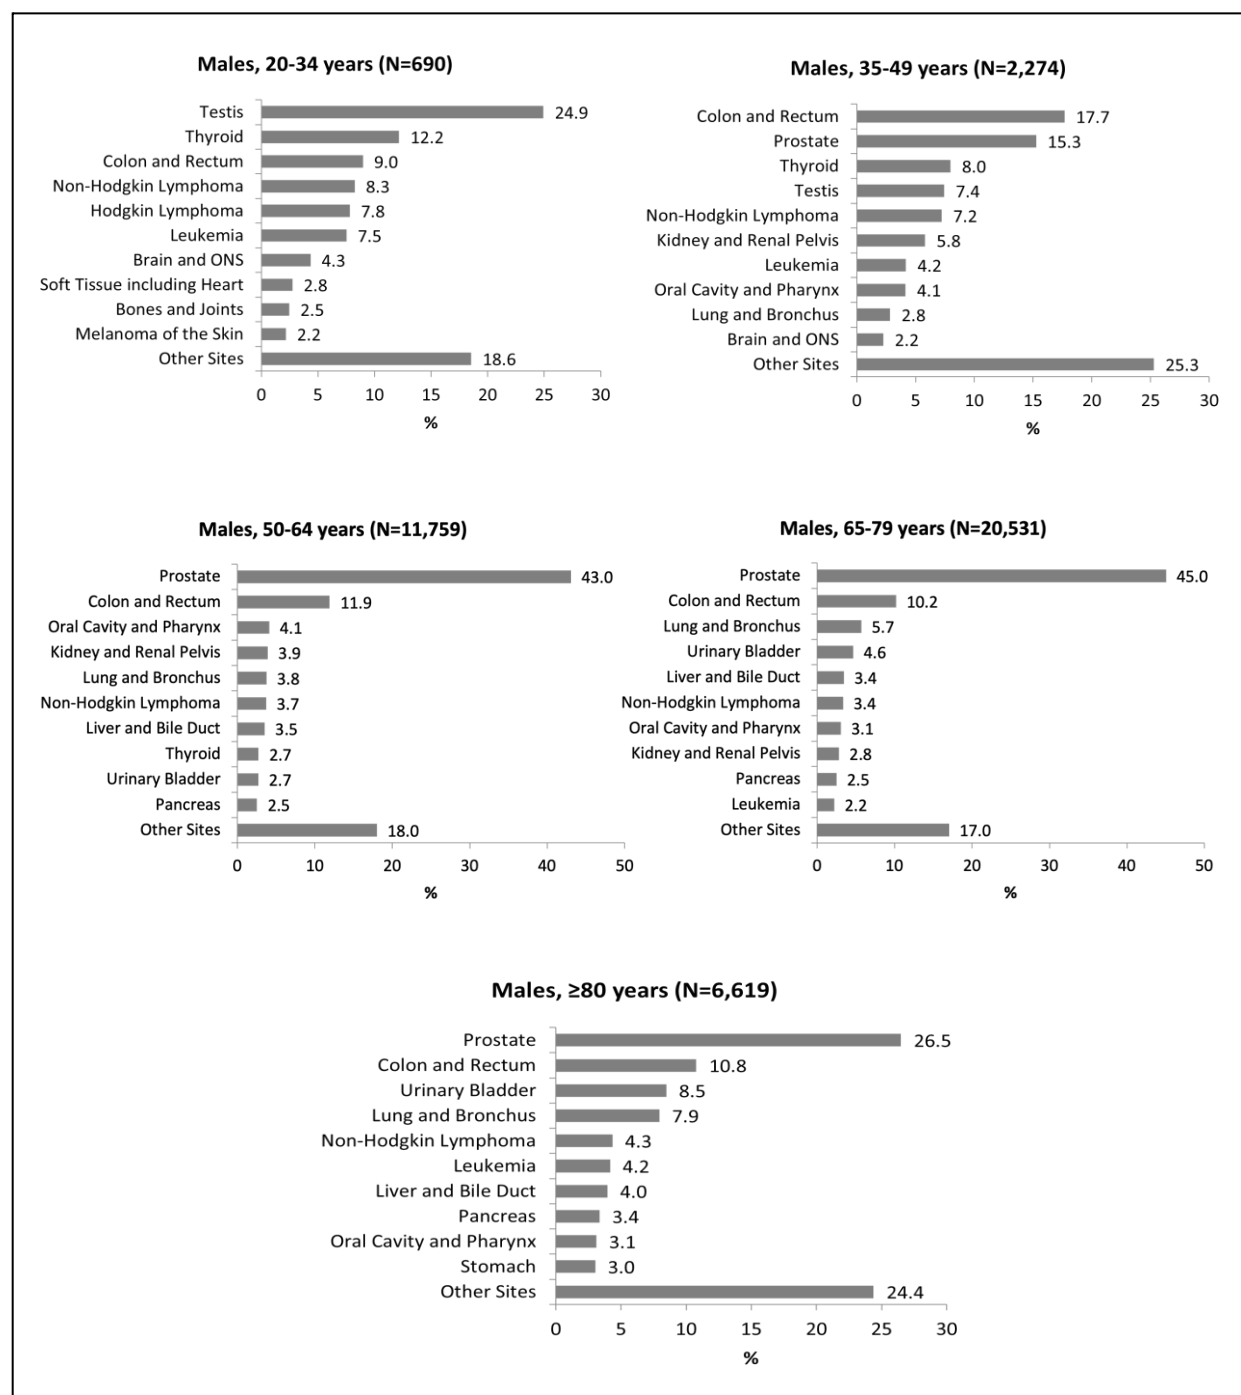 Males, 20-34 years (N=690)
Testis 24.9
Thyroid 12.2
Colon and Rectum 9.0
Non-Hodgkin Lymphoma 8.3
Hodgkin Lymphoma 7.8
Leukemia 7.5
Brain and ONS 4.3
Soft Tissue including Heart 2.8
Bones and Joints 2.5
Melanoma of the Skin 2.2
Other Sites 18.6
0 5 10 15 20 25 30
%
Males, 35-49 years (N=2,274)
Colon and Rectum 17.7
Prostate 15.3
Thyroid 8.0
Testis 7.4
Non-Hodgkin Lymphoma 7.2
Kidney and Renal Pelvis 5.8
Leukemia 4.2
Oral Cavity and Pharynx 4.1
Lung and Bronchus 2.8
Brain and ONS 2.2
Other Sites 25.3
0 5 10 15 20 25 30
%
Males, 50-64 years (N=11,759)
Prostate 43.0
Colon and Rectum 11.9
Oral Cavity and Pharynx 4.1
Kidney and Renal Pelvis 3.9
Lung and Bronchus 3.8
Non-Hodgkin Lymphoma 3.7
Liver and Bile Duct 3.5
Thyroid 2.7
Urinary Bladder 2.7
Pancreas 2.5
Other Sites 18.0
0 10 20 30 40 50
%
Males, 65-79 years (N=20,531)
Prostate 45.0
Colon and Rectum 10.2
Lung and Bronchus 5.7
Urinary Bladder 4.6
Liver and Bile Duct 3.4
Non-Hodgkin Lymphoma 3.4
Oral Cavity and Pharynx 3.1
Kidney and Renal Pelvis 2.8
Pancreas 2.5
Leukemia 2.2
Other Sites 17.0
0 10 20 30 40 50
%
Males, ≥80 years (N=6,619)
Prostate 26.5
Colon and Rectum 10.8
Urinary Bladder 8.5
Lung and Bronchus 7.9
Non-Hodgkin Lymphoma 4.3
Leukemia 4.2
Liver and Bile Duct 4.0
Pancreas 3.4
Oral Cavity and Pharynx 3.1
Stomach 3.0
Other Sites 24.4
0 5 10 15 20 25 30
%